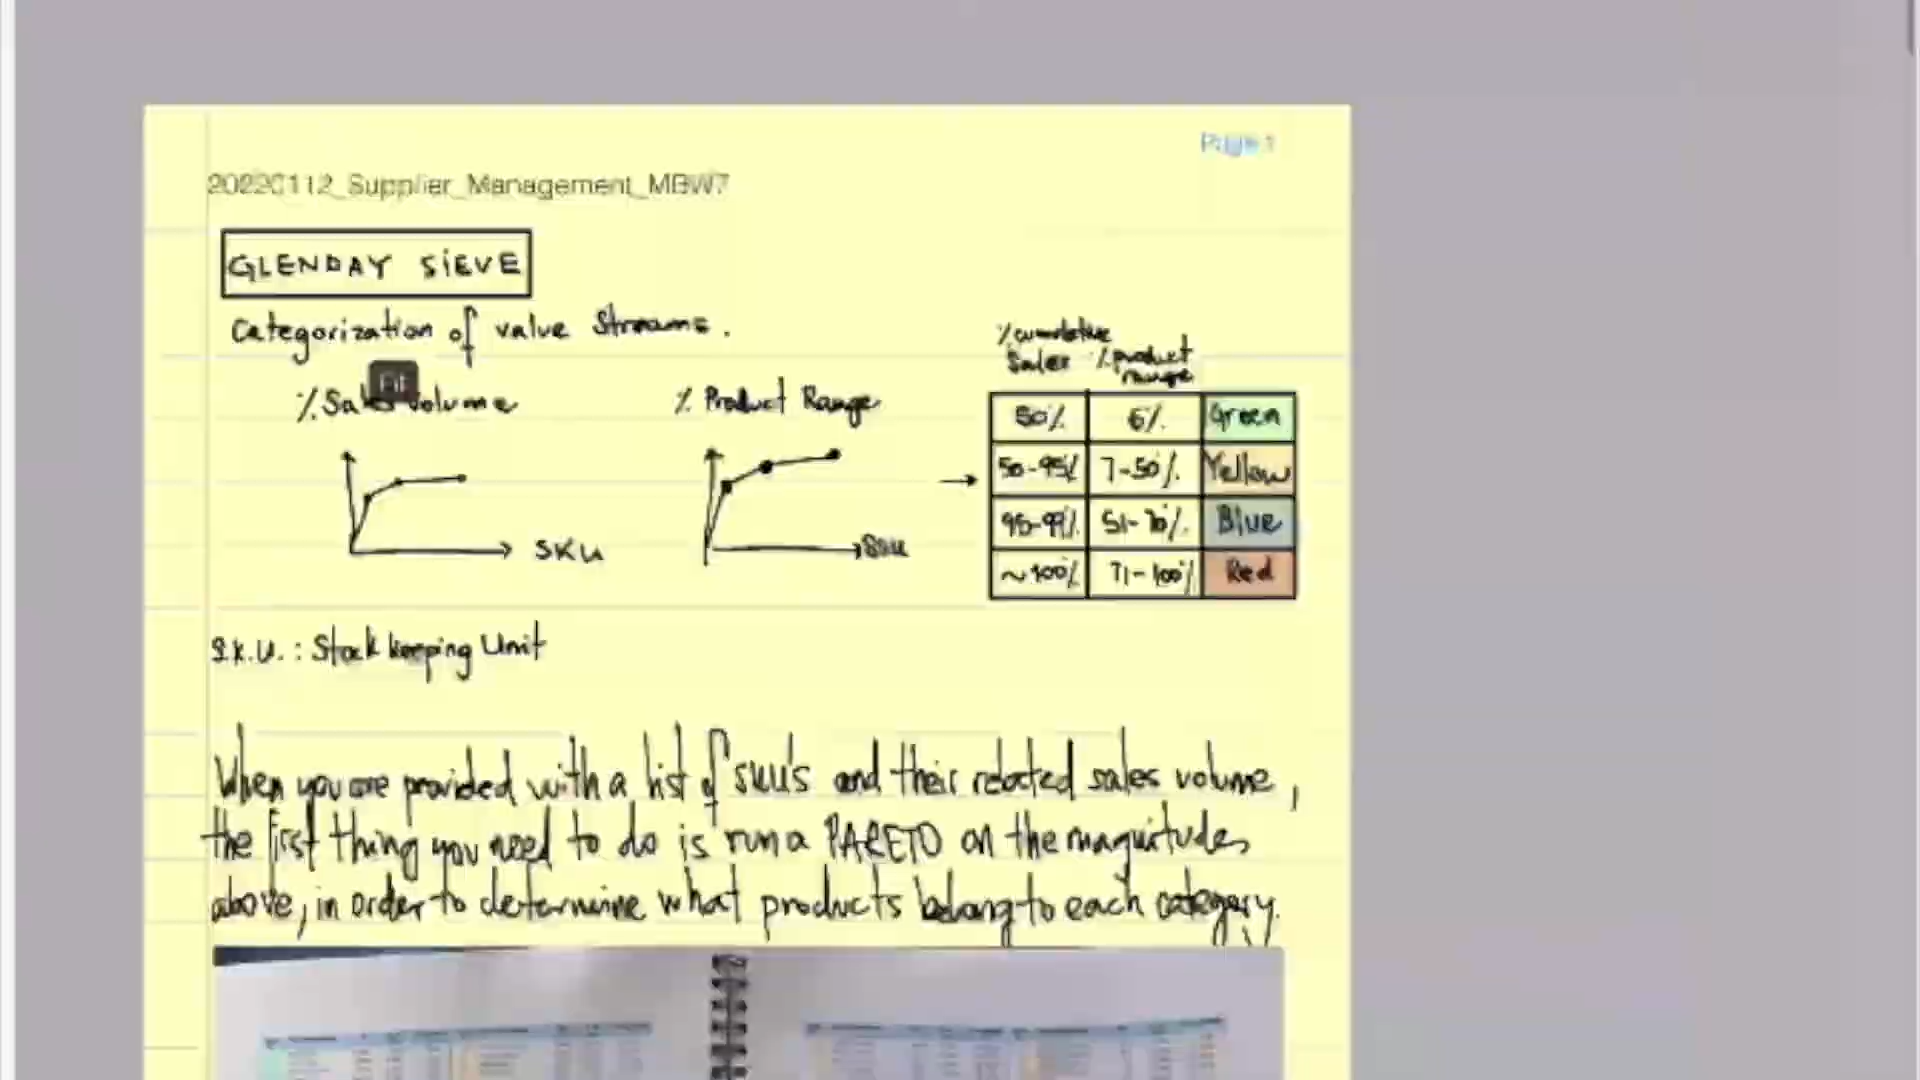 Page 1
20220112_Supplier_Management_MBW7
GLENDAY SIEVE
Categorization of value Streams.
% Sales volume
SKU
% Product Range
SKU
% cumulative Sales
% product range
50% 6% Green
50-95% 7-50% Yellow
95-99% 51-70% Blue
~100% 71-100% Red
S.K.U.: Stock keeping Unit
When you are provided with a list of SKU's and their related sales volume,
the first thing you need to do is run a PARETO on the magnitudes
above, in order to determine what products belong to each category.